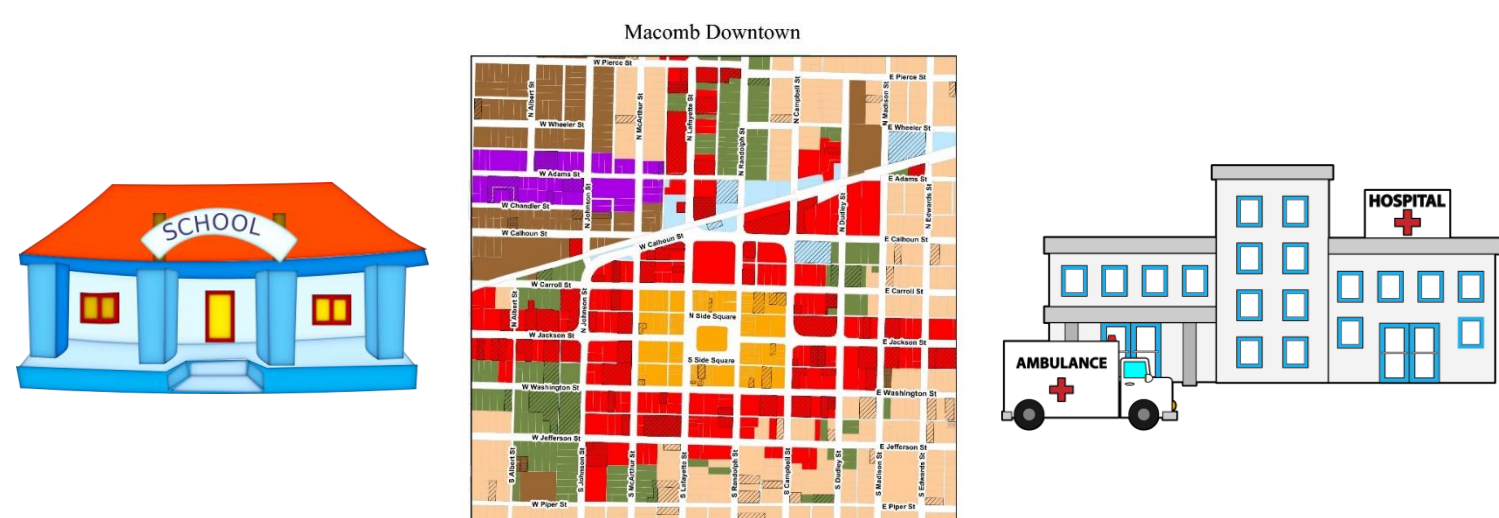 Macomb Downtown
SCHOOL
HOSPITAL
AMBULANCE
W Pierce St
E Pierce St
N Albert St
N McArthur St
N Lafayette St
N Randolph St
N Campbell St
N Madison St
W Wheeler St
E Wheeler St
W Adams St
E Adams St
N Johnson St
W Chandler St
N Dudley St
N Edwards St
W Calhoun St
W Calhoun St
E Calhoun St
W Carroll St
E Carroll St
N Albert St
N Johnson St
N Side Square
W Jackson St
E Jackson St
S Side Square
W Washington St
E Washington St
W Jefferson St
E Jefferson St
S Albert St
S Johnson St
S McArthur St
S Lafayette St
S Randolph St
S Campbell St
S Dudley St
S Madison St
S Edwards St
W Piper St
E Piper St